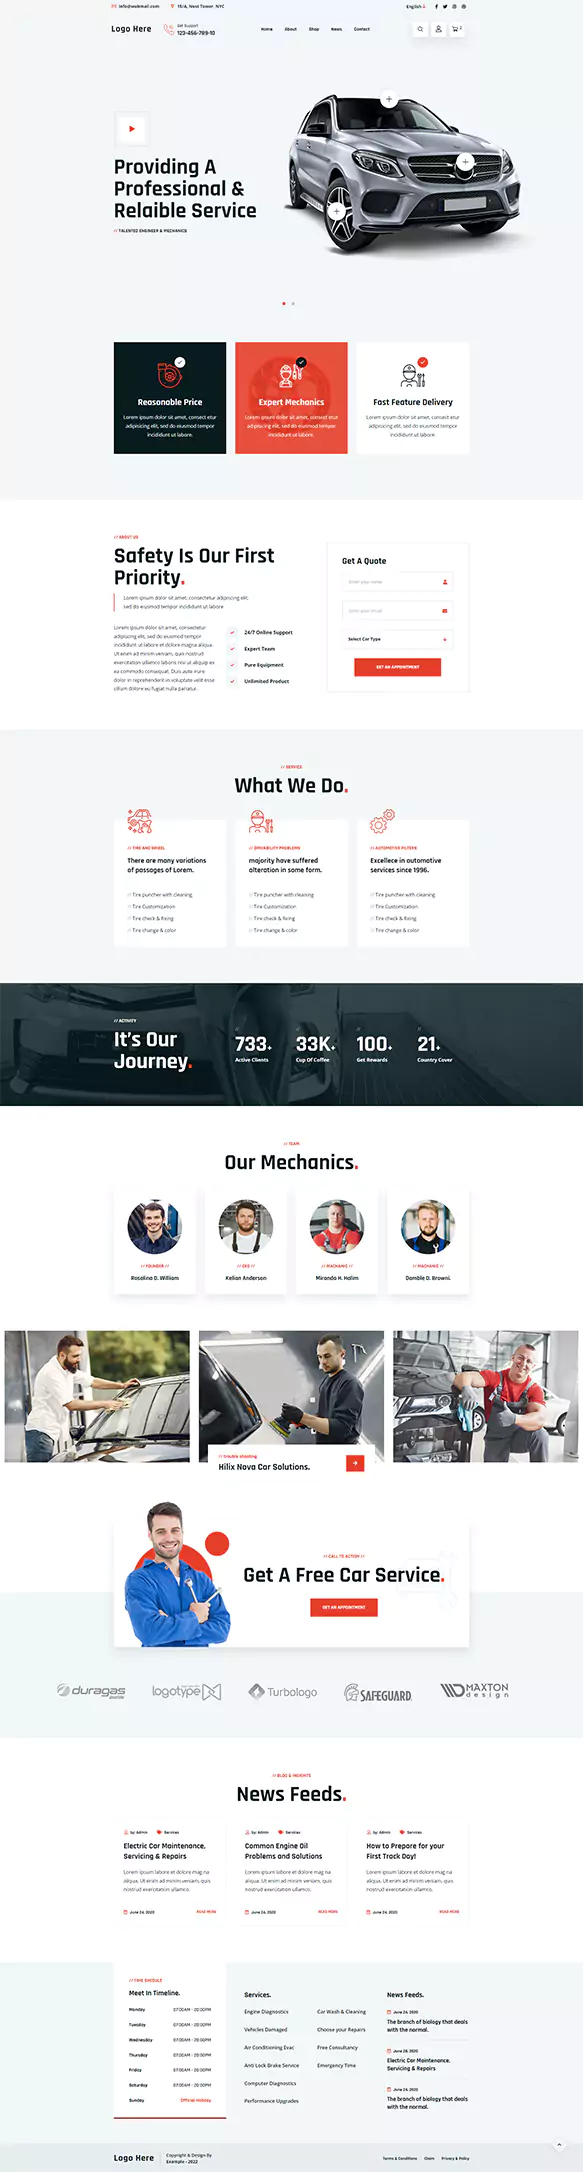 info@webmail.com
15/A, Nest Tower, NYC
English
Logo Here
Get Support
123-456-789-10
Home About Shop News Contact
Providing A
Professional &
Relaible Service
// TALENTED ENGINEER & MECHANICS
Reasonable Price
Lorem ipsum dolor sit amet, consect etur
adipisicing elit, sed do eiusmod tempor
incididunt ut labore.
Expert Mechanics
Lorem ipsum dolor sit amet, consect etur
adipisicing elit, sed do eiusmod tempor
incididunt ut labore.
Fast Feature Delivery
Lorem ipsum dolor sit amet, consect etur
adipisicing elit, sed do eiusmod tempor
incididunt ut labore.
// ABOUT US
Safety Is Our First
Priority.
Lorem ipsum dolor sit amet, consectetur adipisicing elit,
sed do eiusmod tempor incididunt ut labore
Lorem ipsum dolor sit amet, consectetur
adipisicing elit, sed do eiusmod tempor
incididunt ut labore et dolore magna aliqua.
Ut enim ad minim veniam, quis nostrud
exercitation ullamco laboris nisi ut aliquip ex
ea commodo consequat. Duis aute irure
dolor in reprehenderit in voluptate velit esse
cillum dolore eu fugiat nulla pariatur.
24/7 Online Support
Expert Team
Pure Equipment
Unlimited Product
Get A Quote
Enter your name
Enter your email
Select Car Type
GET AN APPOINTMENT
// SERVICE
What We Do.
// TIRE AND WHEEL
There are many variations
of passages of Lorem.
// Tire puncher with cleaning
// Tire Customization
// Tire check & fixing
// Tire change & color
// DRIVABILITY PROBLEMS
majority have suffered
alteration in some form.
// Tire puncher with cleaning
// Tire Customization
// Tire check & fixing
// Tire change & color
// AUTOMOTIVE FILTERS
Excellece in automotive
services since 1996.
// Tire puncher with cleaning
// Tire Customization
// Tire check & fixing
// Tire change & color
// ACTIVITY
It's Our
Journey.
733+
Active Clients
33K+
Cup Of Coffee
100+
Get Rewards
21+
Country Cover
// TEAM
Our Mechanics.
// FOUNDER //
Rosalina D. William
// CEO //
Kelian Anderson
// MACHANIC //
Miranda H. Halim
// MACHANIC //
Domble D. Browni.
// trouble shooting
Hilix Nova Car Solutions.
// CALL TO ACTION //
Get A Free Car Service.
GET AN APPOINTMENT
duragas
logotype
Turbologo
SAFEGUARD
MAXTON
design
// BLOG & INSIGHTS
News Feeds.
by: Admin Services
Electric Car Maintenance,
Servicing & Repairs
Lorem ipsum labore et dolore mag na
aliqua. Ut enim ad minim veniam, quis
nostrud exercitation ullamco.
June 24, 2020
READ MORE
by: Admin Services
Common Engine Oil
Problems and Solutions
Lorem ipsum labore et dolore mag na
aliqua. Ut enim ad minim veniam, quis
nostrud exercitation ullamco.
June 24, 2020
READ MORE
by: Admin Services
How to Prepare for your
First Track Day!
Lorem ipsum labore et dolore mag na
aliqua. Ut enim ad minim veniam, quis
nostrud exercitation ullamco.
June 24, 2020
READ MORE
// TIME SHEDULE
Meet In Timeline.
Monday 07:00AM - 20:00PM
Tuesday 07:00AM - 20:00PM
Wednesday 07:00AM - 20:00PM
Thursday 07:00AM - 20:00PM
Friday 07:00AM - 20:00PM
Saturday 07:00AM - 20:00PM
Sunday Official Holiday
Services.
Engine Diagnostics
Vehicles Damaged
Air Conditioning Evac
Anti Lock Brake Service
Computer Diagnostics
Performance Upgrades
Car Wash & Cleaning
Choose your Repairs
Free Consultancy
Emergency Time
News Feeds.
June 24, 2020
The branch of biology that deals
with the normal.
June 24, 2020
Electric Car Maintenance,
Servicing & Repairs
June 24, 2020
The branch of biology that deals
with the normal.
Logo Here
Copyright & Design By
Example - 2022
Terms & Conditions Claim Privacy & Policy